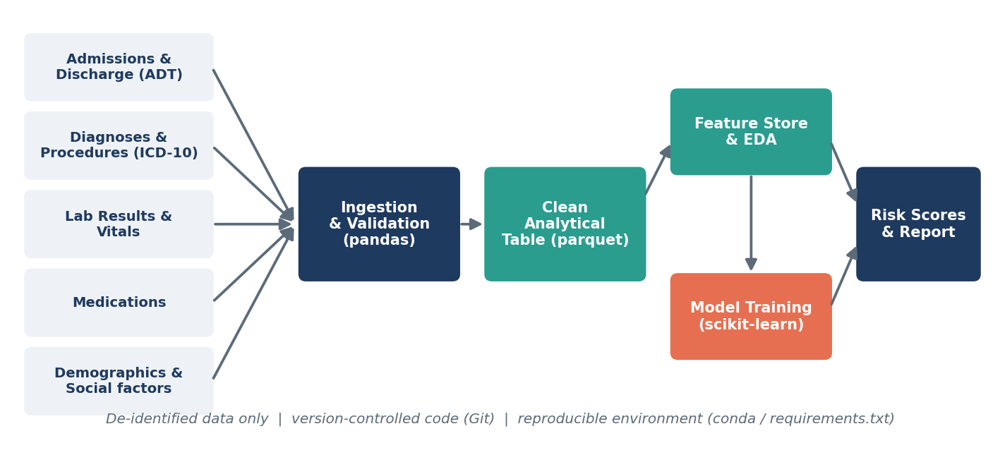 Admissions &
Discharge (ADT)
Diagnoses &
Procedures (ICD-10)
Lab Results &
Vitals
Medications
Demographics &
Social factors
Ingestion
& Validation
(pandas)
Clean
Analytical
Table (parquet)
Feature Store
& EDA
Model Training
(scikit-learn)
Risk Scores
& Report
De-identified data only | version-controlled code (Git) | reproducible environment (conda / requirements.txt)